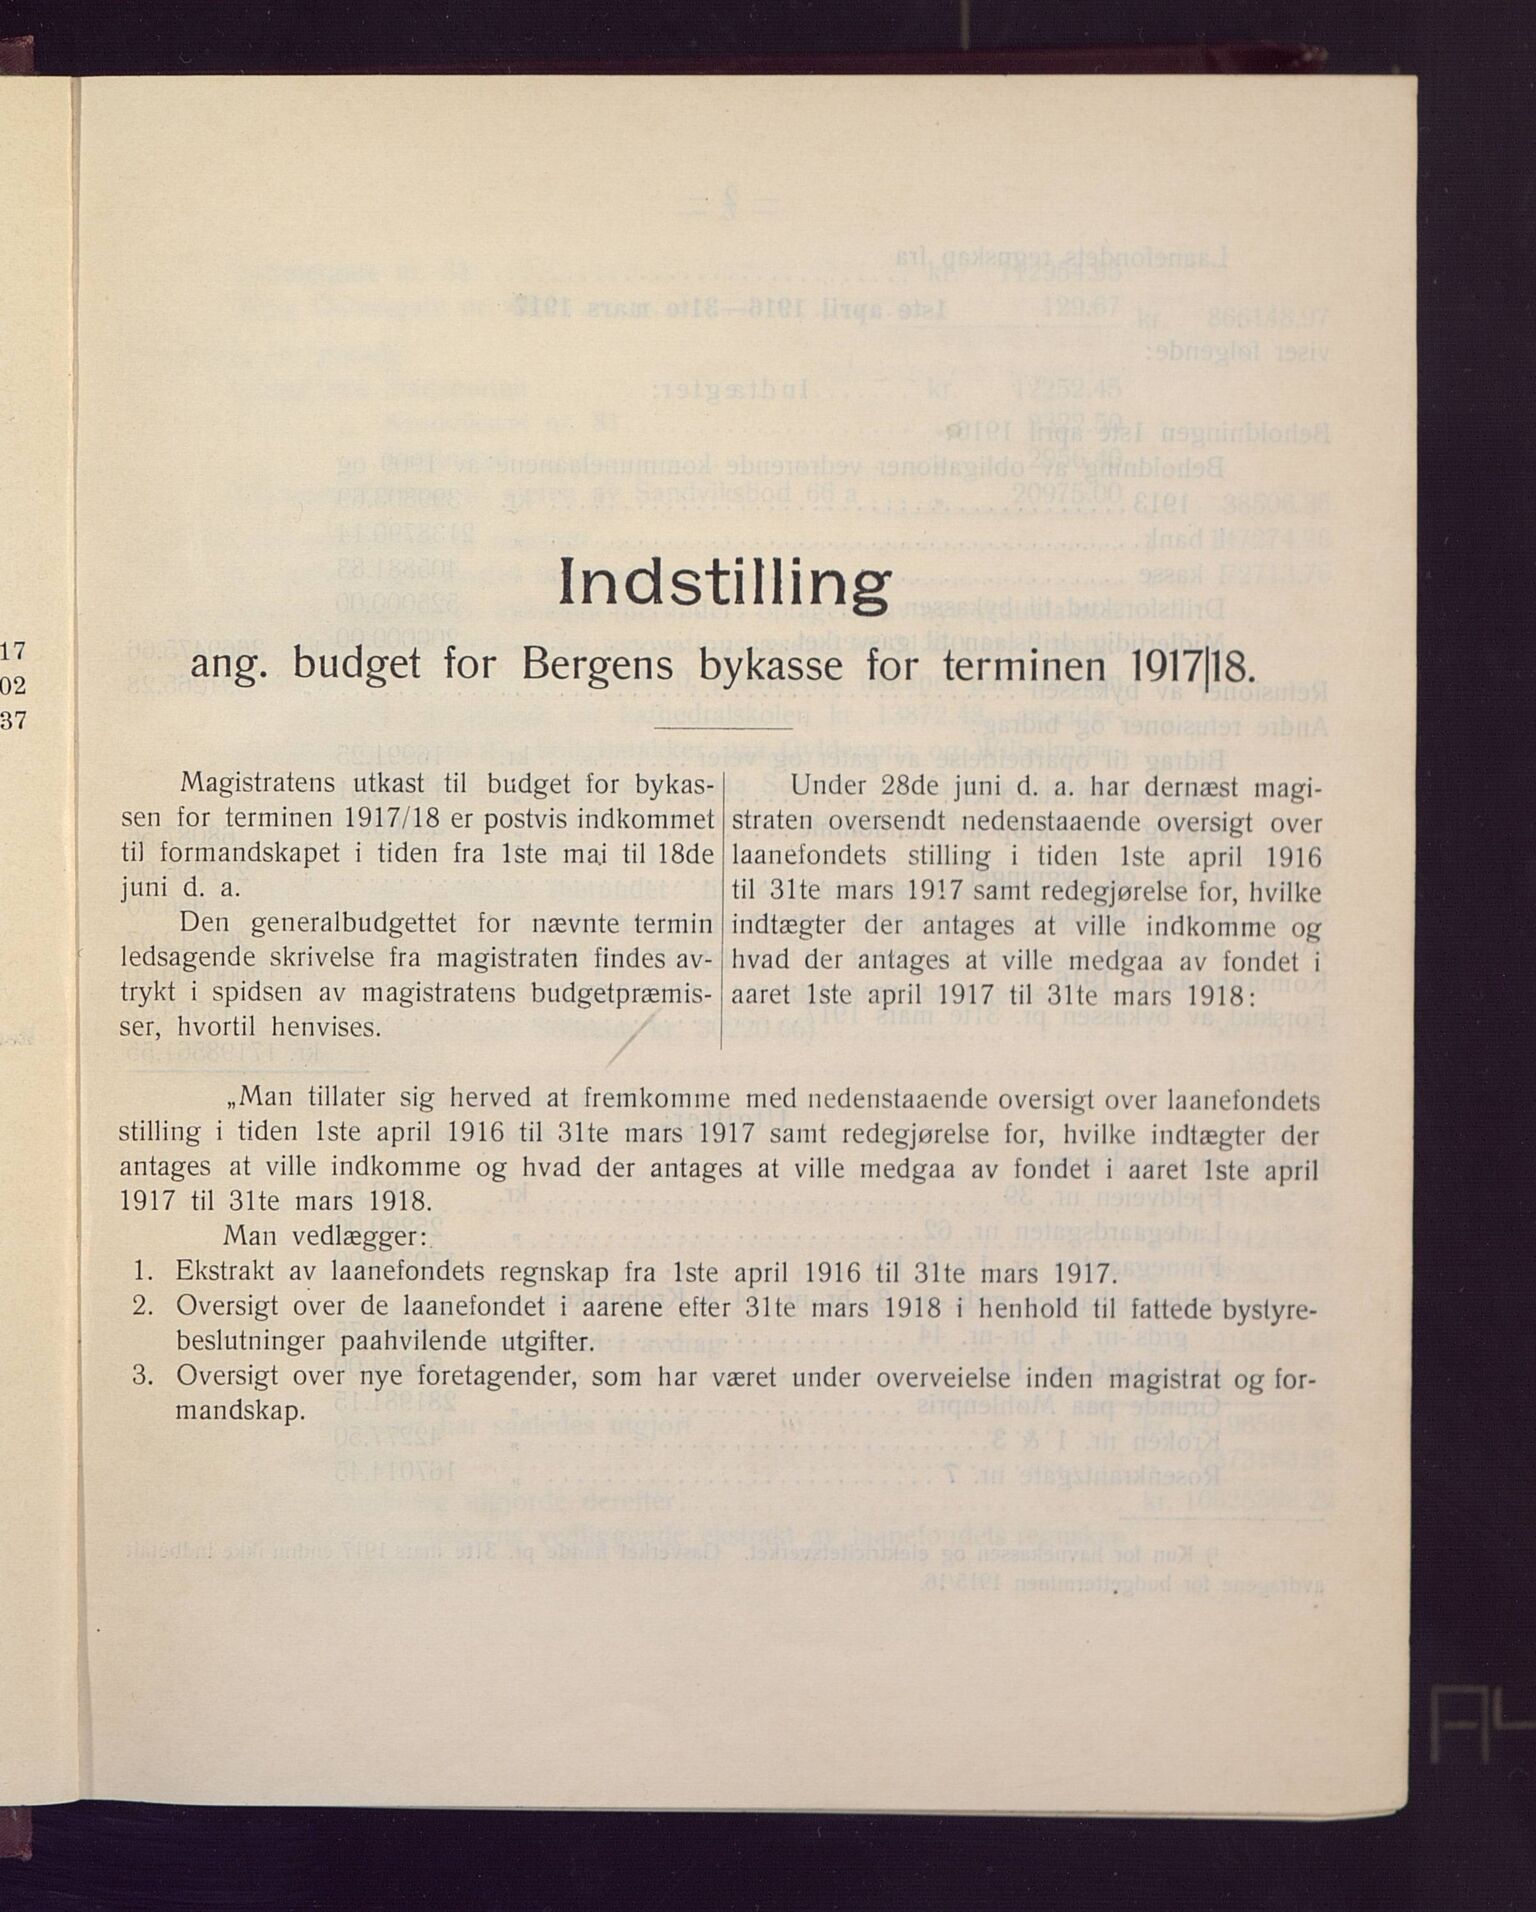 Indstilling
ang. budget for Bergens bykasse for terminen 1917|18.
Magistratens utkast til budget for bykas-
sen for terminen 1917/18 er postvis indkommet
til formandskapet i tiden fra 1ste mai til 18de
juni d. a.
Den generalbudgettet for nævnte termin
ledsagende skrivelse fra magistraten findes av-
trykt i spidsen av magistratens budgetpræmis-
ser, hvortil henvises.
Under 28de juni d. a. har dernæst magi-
straten oversendt nedenstaaende oversigt over
laanefondets stilling i tiden 1ste april 1916
til 31te mars 1917 samt redegjørelse for, hvilke
indtægter der antages at ville indkomme og
hvad der antages at ville medgaa av fondet i
aaret 1ste april 1917 til 31te mars 1918:
„Man tillater sig herved at fremkomme med nedenstaaende oversigt over laanefondets
stilling i tiden 1ste april 1916 til 31te mars 1917 samt redegjørelse for, hvilke indtægter der
antages at ville indkomme og hvad der antages at ville medgaa av fondet i aaret 1ste april
1917 til 31te mars 1918.
Man vedlægger:
1. Ekstrakt av laanefondets regnskap fra 1ste april 1916 til 31te mars 1917.
2. Oversigt over de laanefondet i aarene efter 31te mars 1918 i henhold til fattede bystyre-
beslutninger paahvilende utgifter.
3. Oversigt over nye foretagender, som har været under overveielse inden magistrat og for-
mandskap.
17
02
37
A4